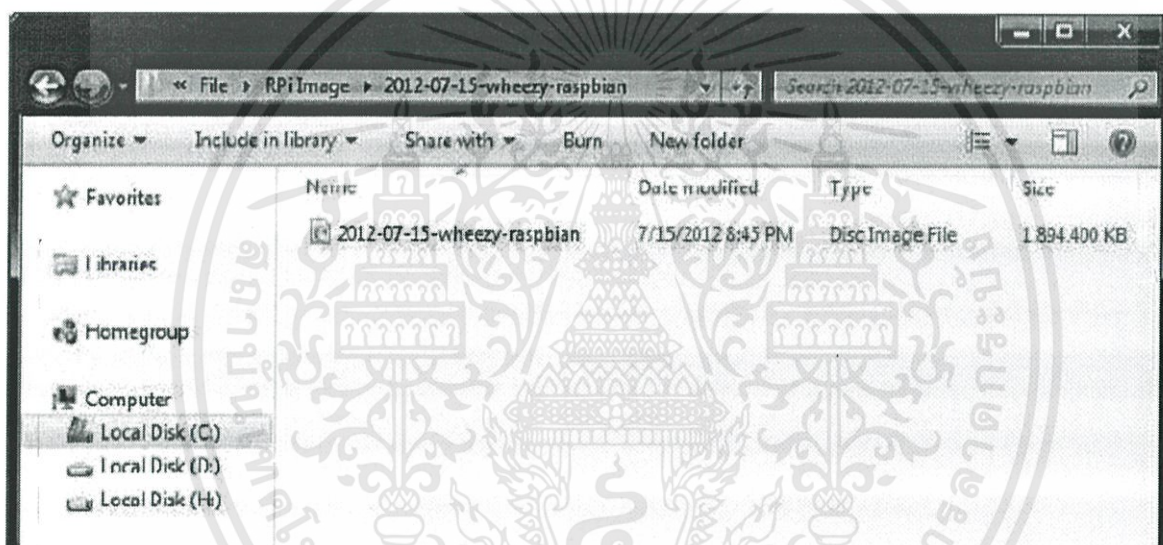 « File ▸ RPi Image ▸ 2012-07-15-wheezy-raspbian
Search 2012-07-15-wheezy-raspbian
Organize Include in library Share with Burn New folder
Favorites
Libraries
Homegroup
Computer
Local Disk (C:)
Local Disk (D:)
Local Disk (H:)
Name Date modified Type Size
2012-07-15-wheezy-raspbian 7/15/2012 8:45 PM Disc Image File 1,894,400 KB